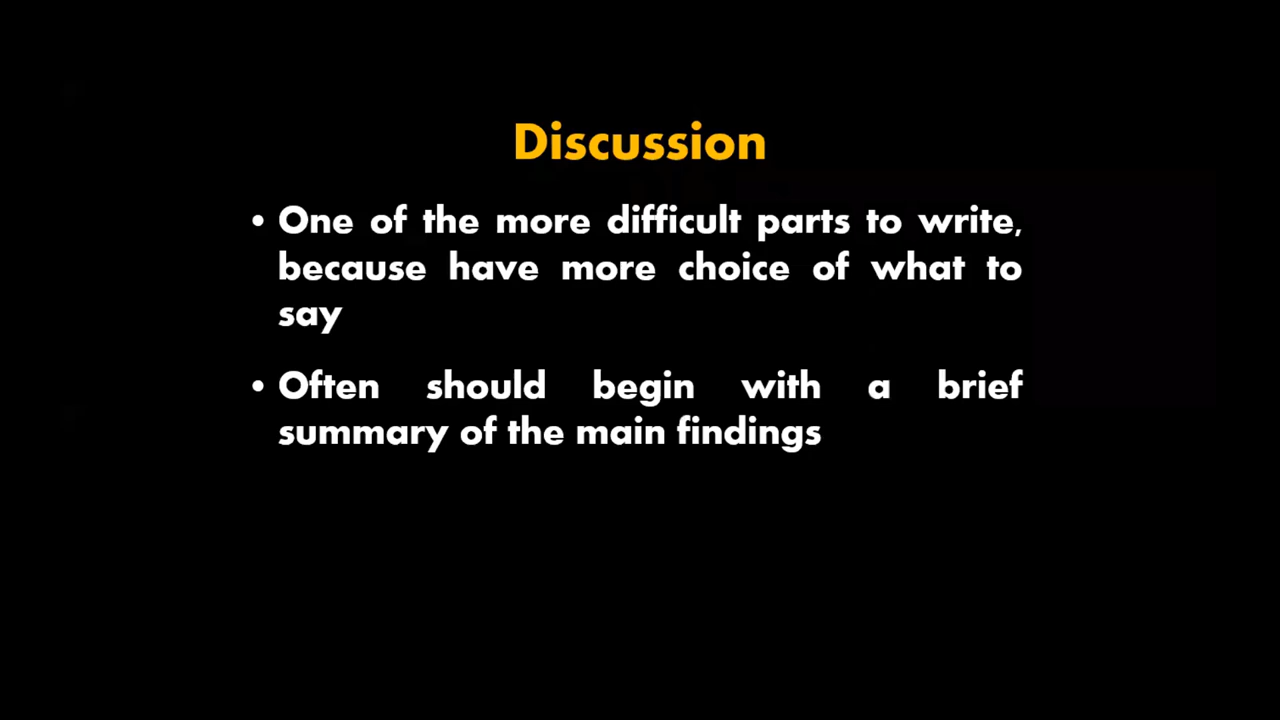 Discussion
• One of the more difficult parts to write,
because have more choice of what to
say
• Often should begin with a brief
summary of the main findings